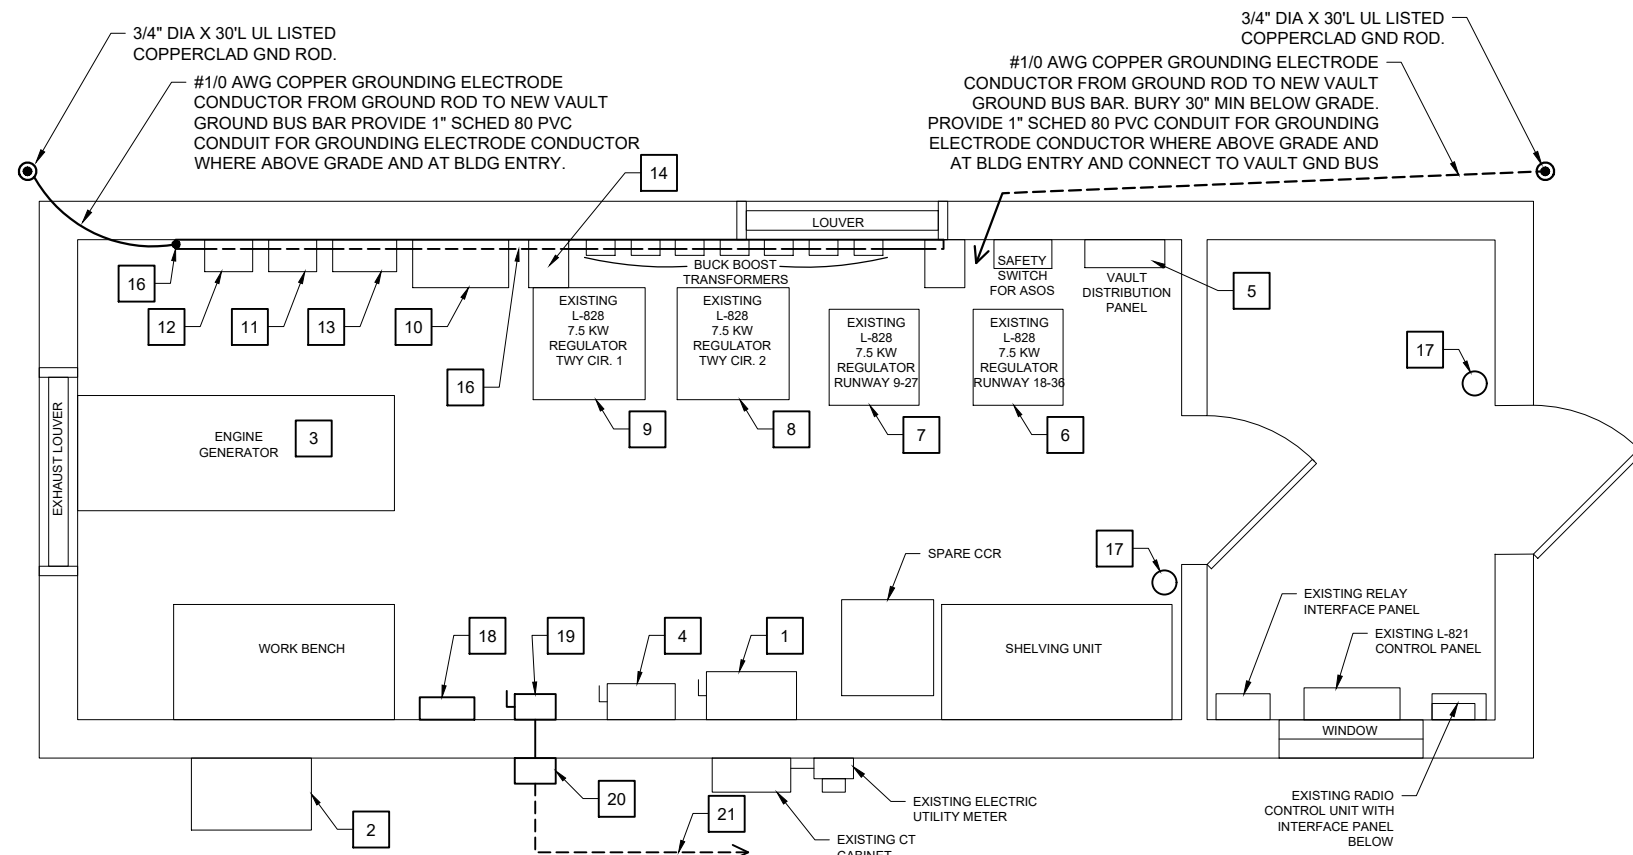 3/4" DIA X 30'L UL LISTED
COPPERCLAD GND ROD.
#1/0 AWG COPPER GROUNDING ELECTRODE
CONDUCTOR FROM GROUND ROD TO NEW VAULT
GROUND BUS BAR PROVIDE 1" SCHED 80 PVC
CONDUIT FOR GROUNDING ELECTRODE CONDUCTOR
WHERE ABOVE GRADE AND AT BLDG ENTRY.
3/4" DIA X 30'L UL LISTED
COPPERCLAD GND ROD.
#1/0 AWG COPPER GROUNDING ELECTRODE
CONDUCTOR FROM GROUND ROD TO NEW VAULT
GROUND BUS BAR. BURY 30" MIN BELOW GRADE.
PROVIDE 1" SCHED 80 PVC CONDUIT FOR GROUNDING
ELECTRODE CONDUCTOR WHERE ABOVE GRADE AND
AT BLDG ENTRY AND CONNECT TO VAULT GND BUS
14
LOUVER
16
12
11
13
10
16
BUCK BOOST
TRANSFORMERS
SAFETY
SWITCH
FOR ASOS
VAULT
DISTRIBUTION
PANEL
5
EXISTING
L-828
7.5 KW
REGULATOR
TWY CIR. 1
EXISTING
L-828
7.5 KW
REGULATOR
TWY CIR. 2
EXISTING
L-828
7.5 KW
REGULATOR
RUNWAY 9-27
EXISTING
L-828
7.5 KW
REGULATOR
RUNWAY 18-36
17
9
8
7
6
EXHAUST LOUVER
ENGINE
GENERATOR
3
17
SPARE CCR
WORK BENCH
18
19
4
1
SHELVING UNIT
EXISTING RELAY
INTERFACE PANEL
EXISTING L-821
CONTROL PANEL
WINDOW
2
20
21
EXISTING ELECTRIC
UTILITY METER
EXISTING CT
CABINET
EXISTING RADIO
CONTROL UNIT WITH
INTERFACE PANEL
BELOW